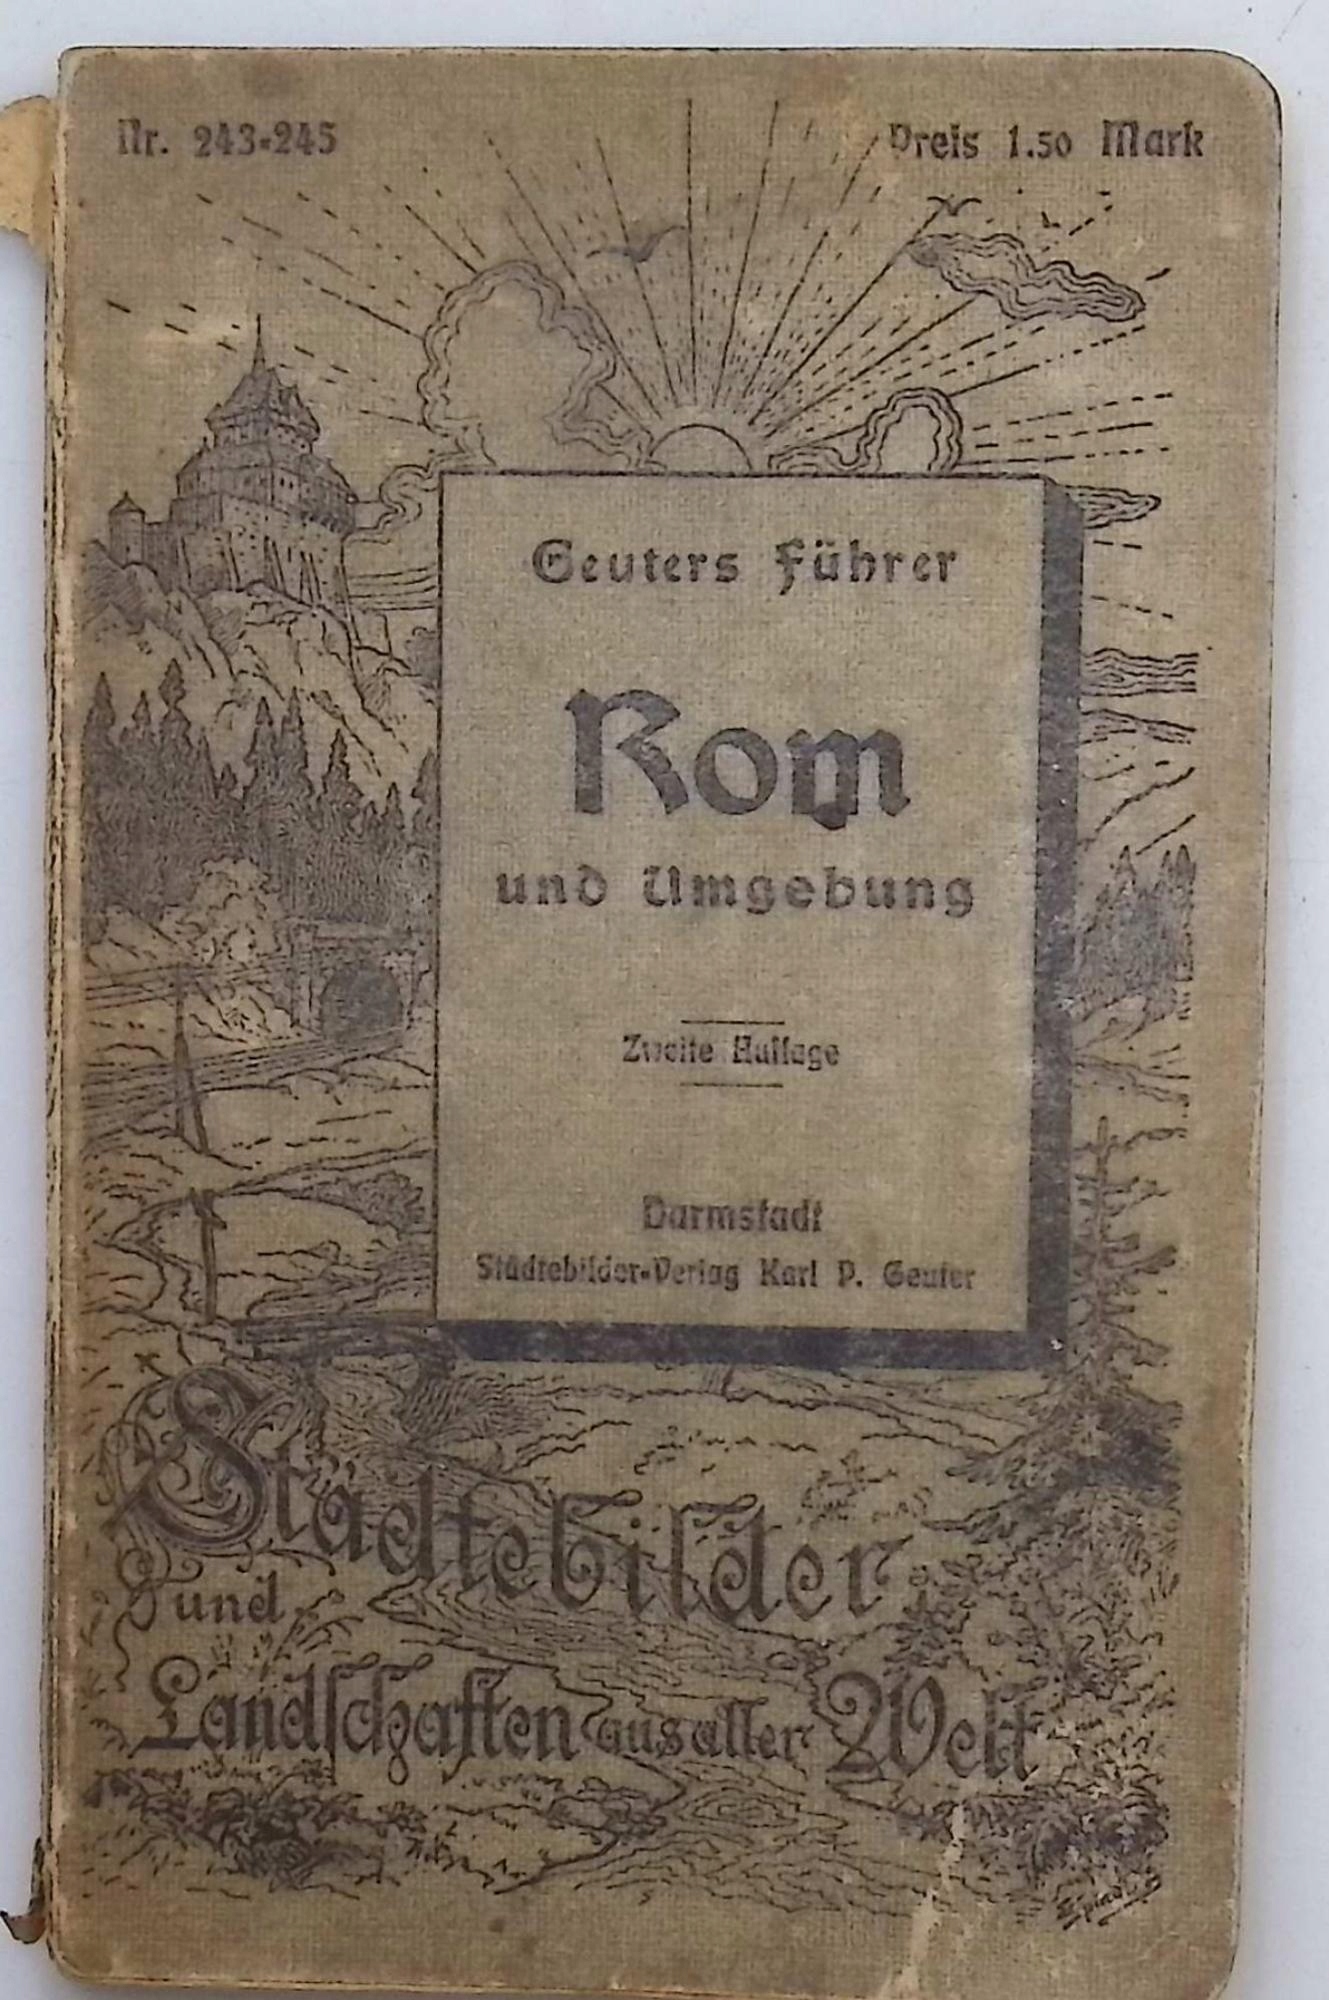 Nr. 243-245
Preis 1.50 Mark
Geuters Führer
Rom
und Umgebung
Zweite Auflage
Darmstadt
Städtebilder-Verlag Karl P. Geuter
Städtebilder
und
Landschaften aus aller Welt